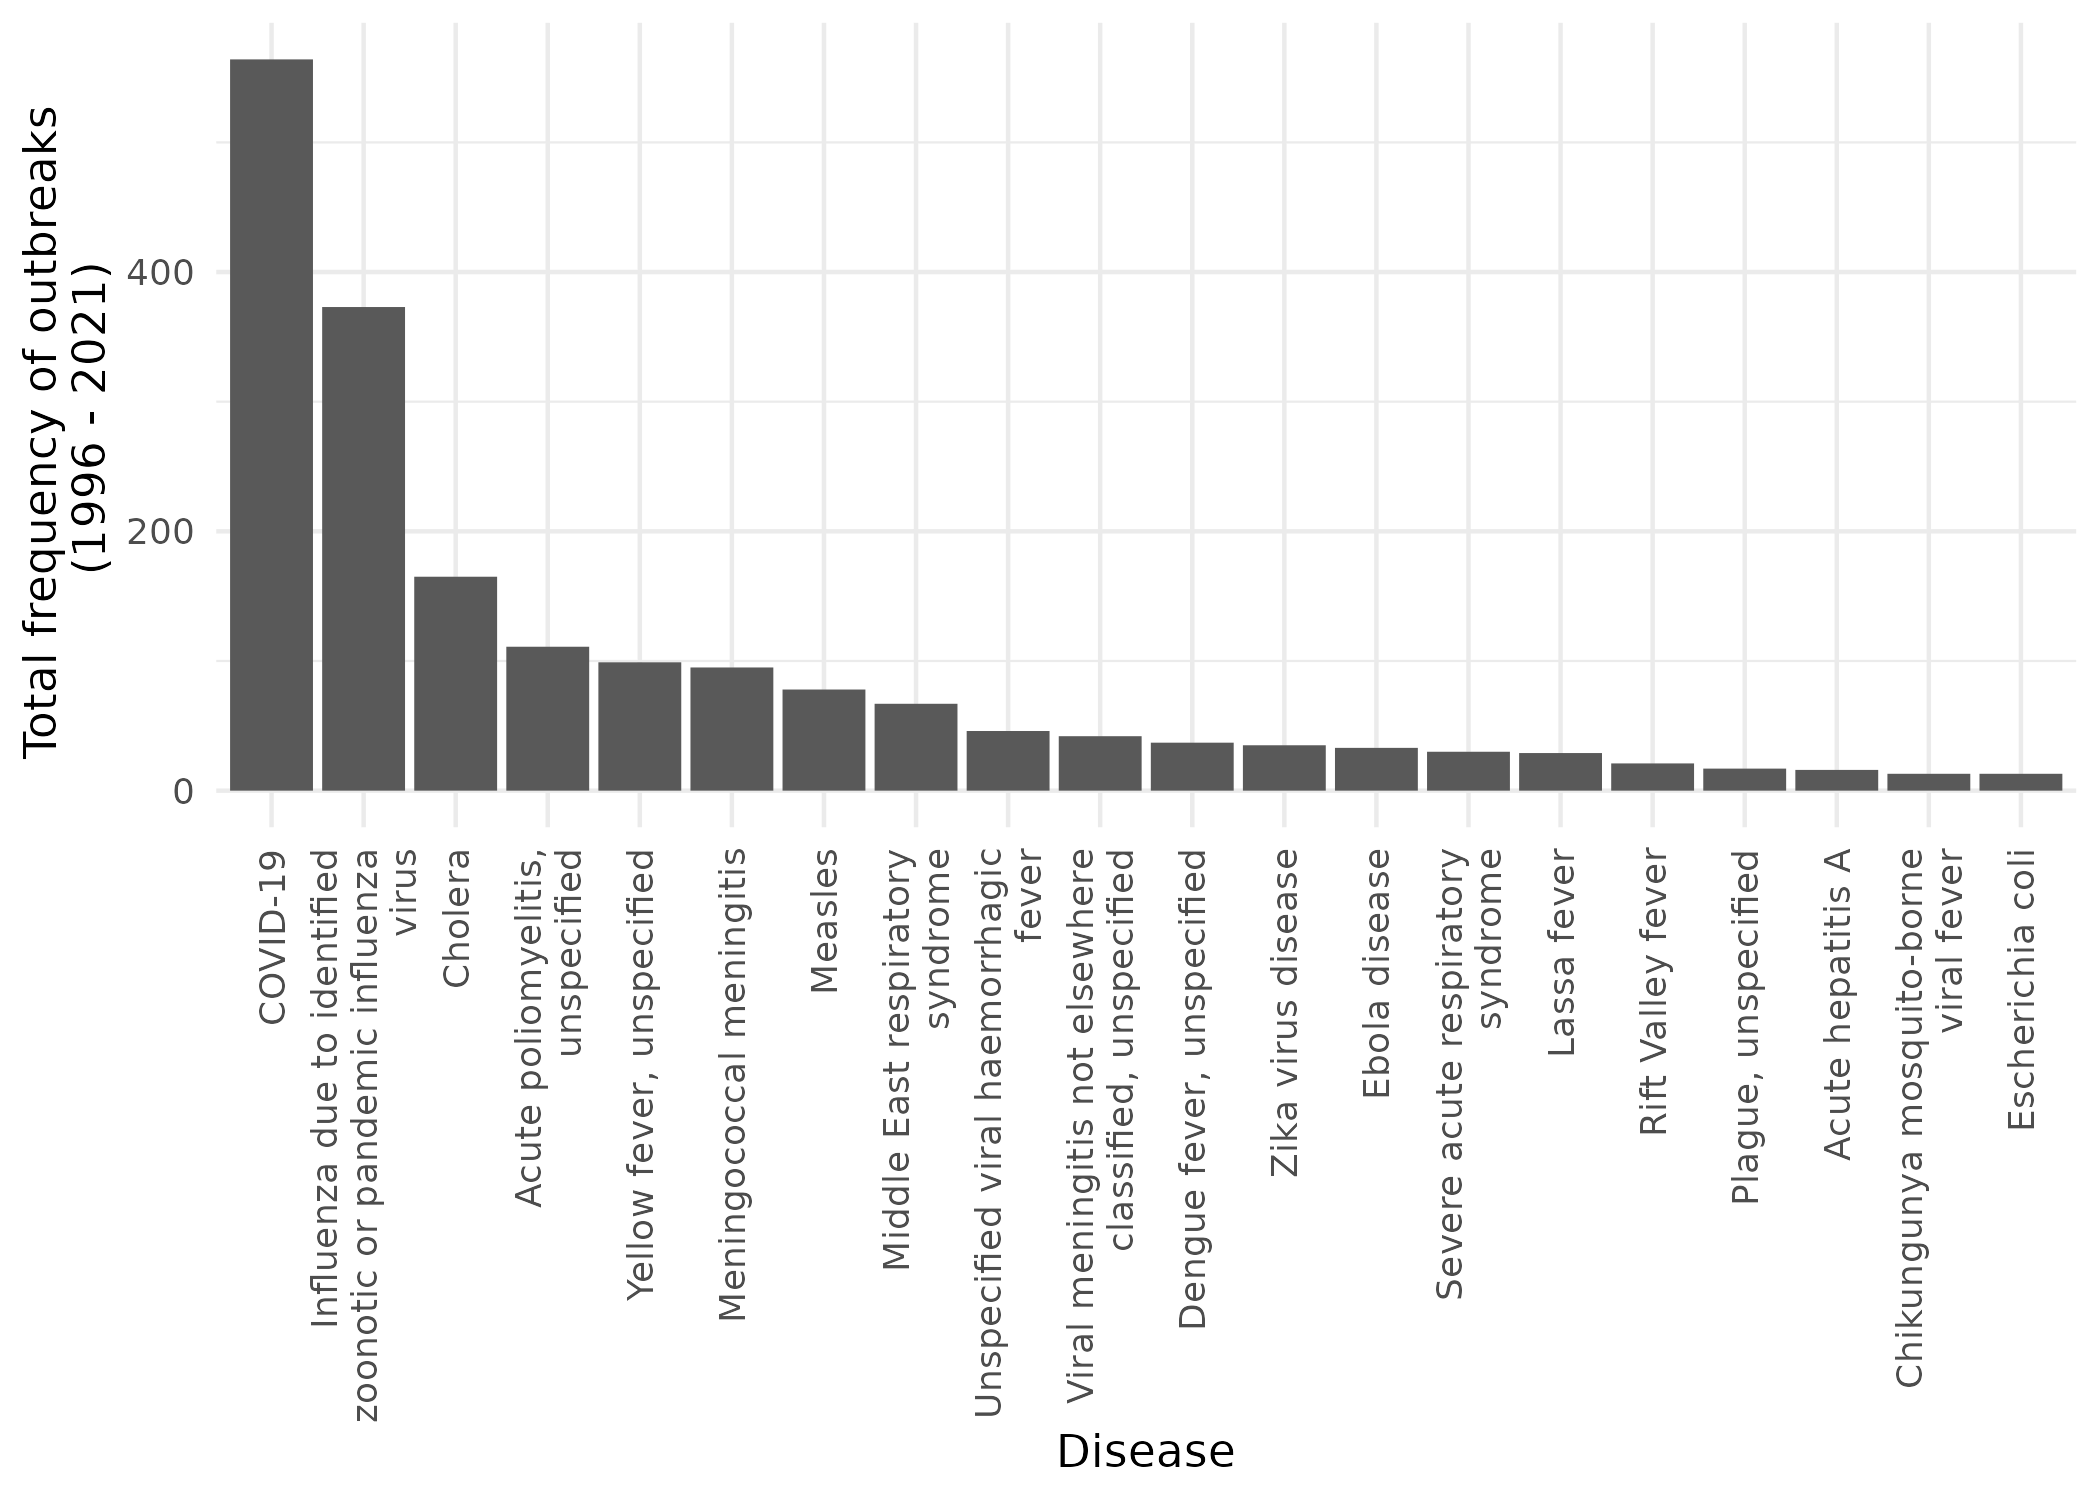 Total frequency of outbreaks
(1996 - 2021)
400
200
0
COVID-19
Influenza due to identified
zoonotic or pandemic influenza
virus
Cholera
Acute poliomyelitis,
unspecified
Yellow fever, unspecified
Meningococcal meningitis
Measles
Middle East respiratory
syndrome
Unspecified viral haemorrhagic
fever
Viral meningitis not elsewhere
classified, unspecified
Dengue fever, unspecified
Zika virus disease
Ebola disease
Severe acute respiratory
syndrome
Lassa fever
Rift Valley fever
Plague, unspecified
Acute hepatitis A
Chikungunya mosquito-borne
viral fever
Escherichia coli
Disease